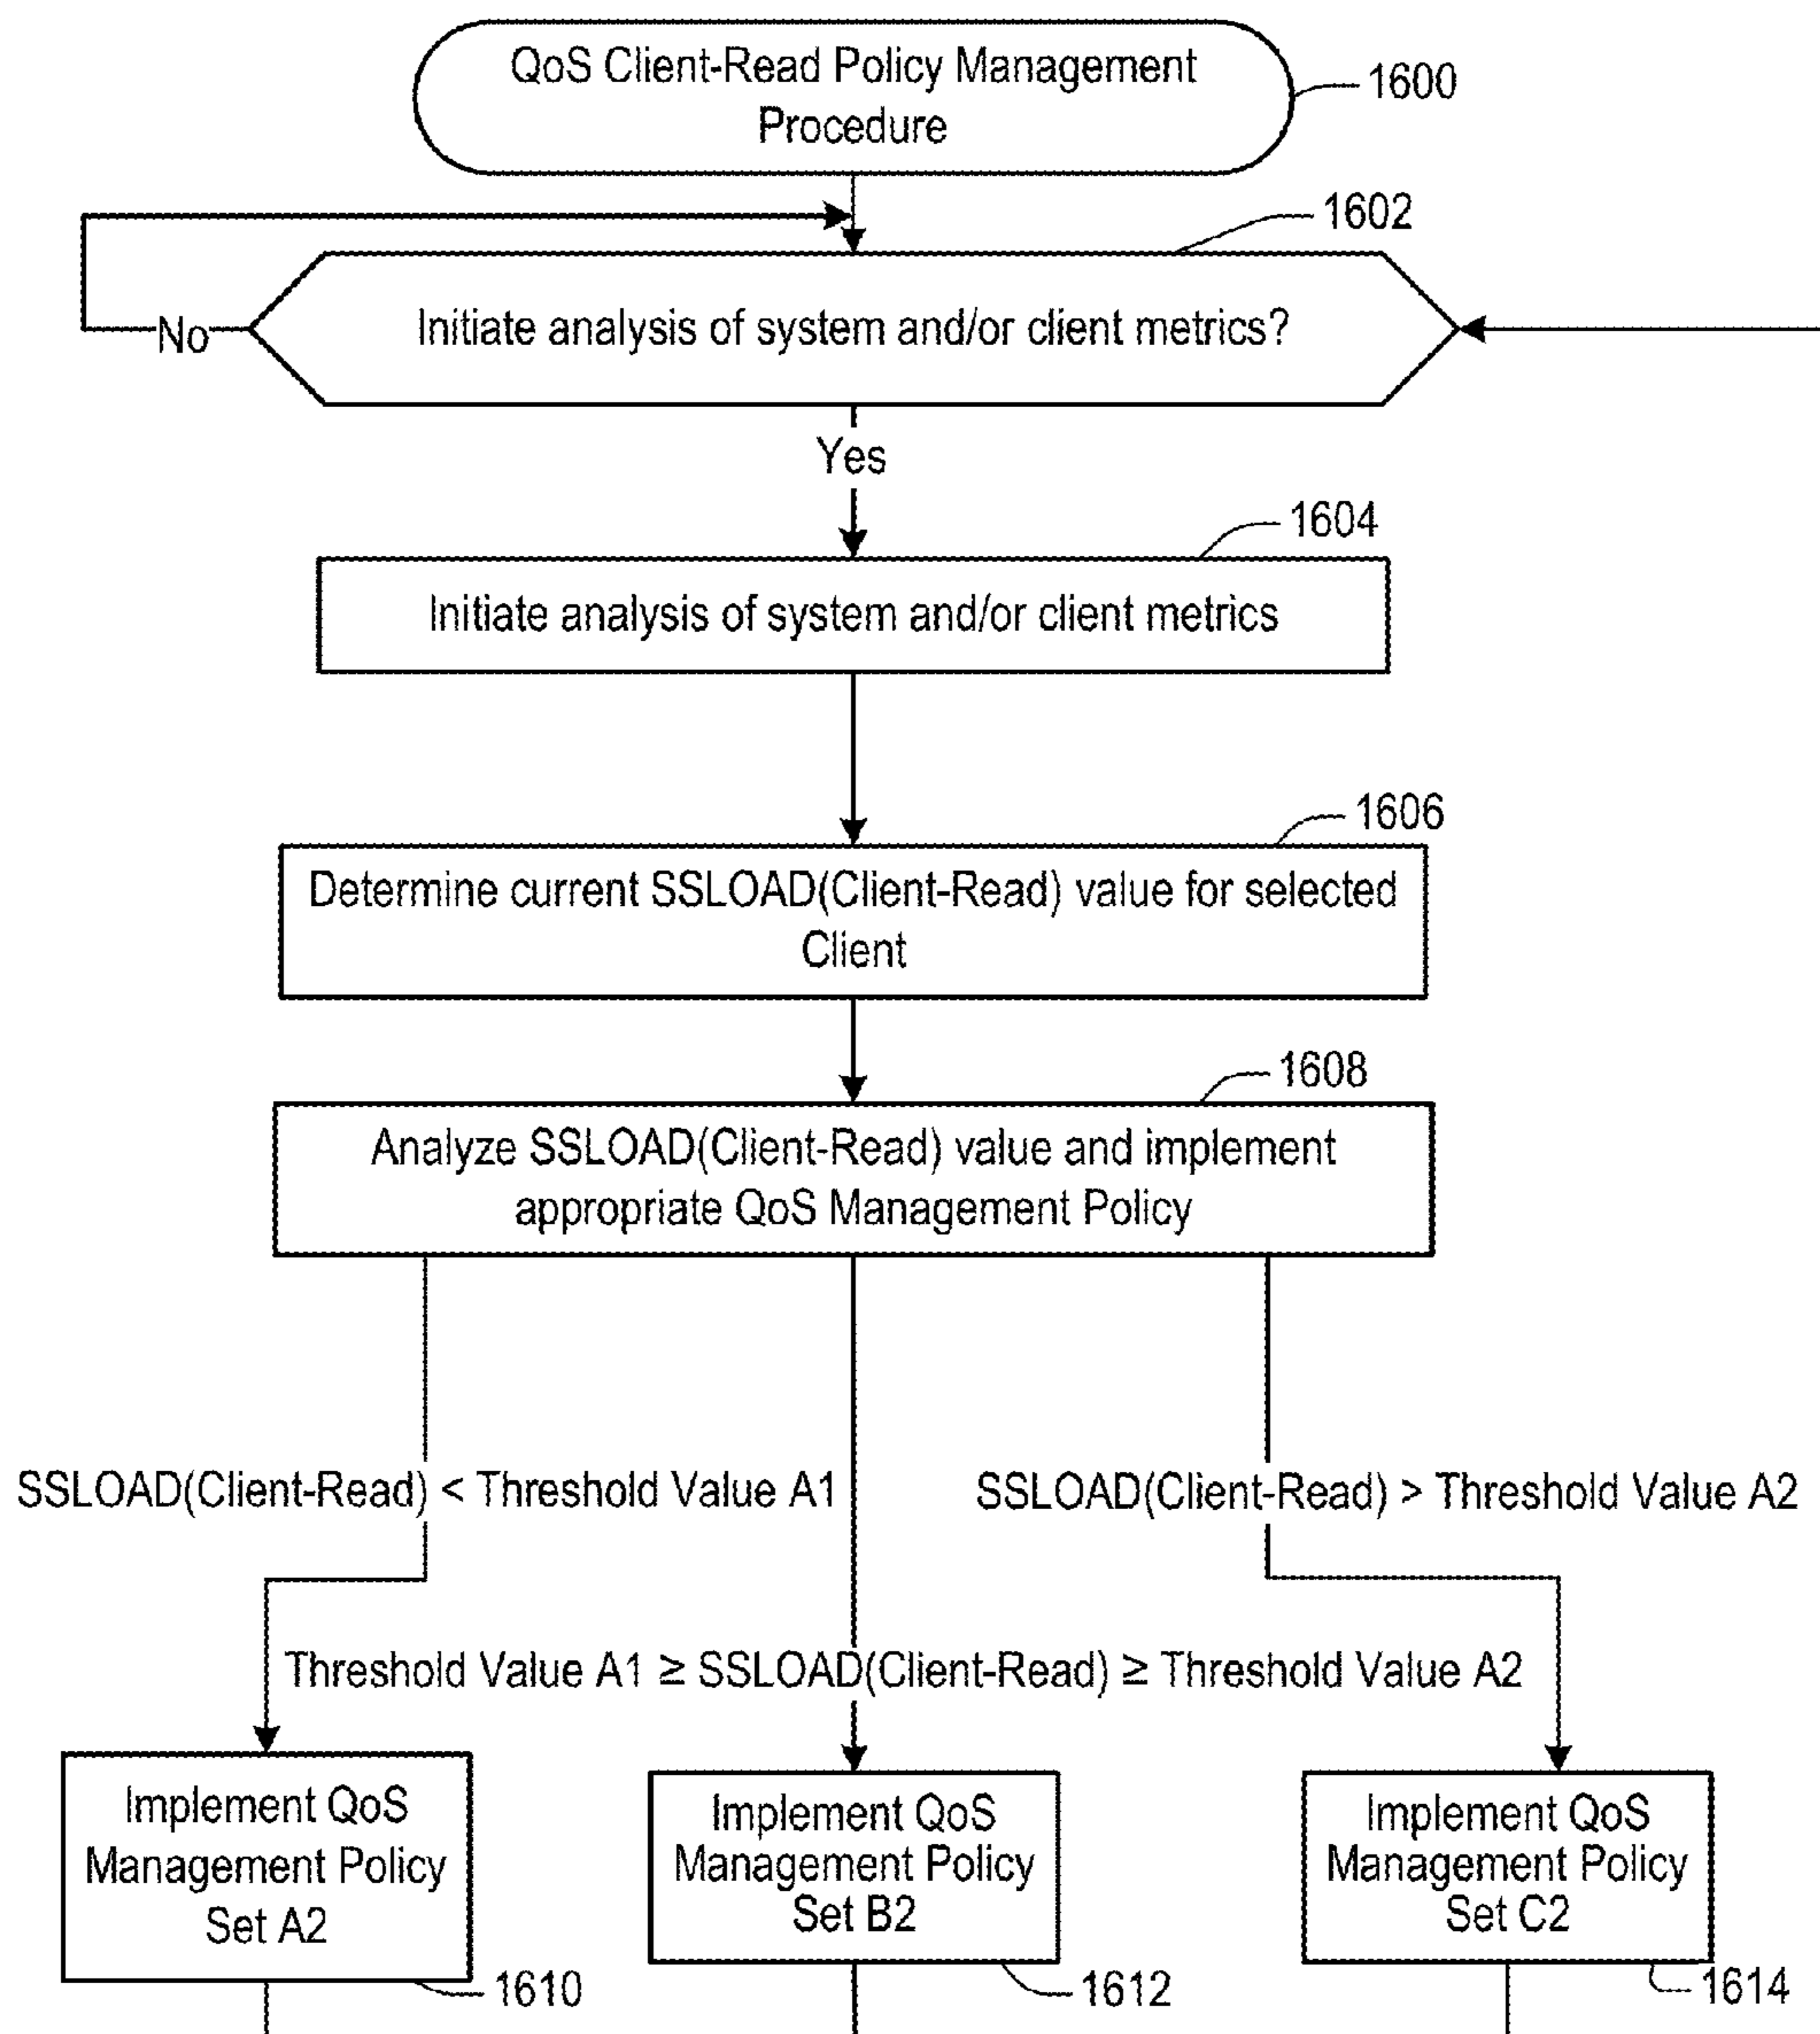 QoS Client-Read Policy Management
Procedure
1600
1602
Initiate analysis of system and/or client metrics?
No
Yes
1604
Initiate analysis of system and/or client metrics
1606
Determine current SSLOAD(Client-Read) value for selected
Client
1608
Analyze SSLOAD(Client-Read) value and implement
appropriate QoS Management Policy
SSLOAD(Client-Read) < Threshold Value A1
SSLOAD(Client-Read) > Threshold Value A2
Threshold Value A1 ≥ SSLOAD(Client-Read) ≥ Threshold Value A2
Implement QoS
Management Policy
Set A2
1610
Implement QoS
Management Policy
Set B2
1612
Implement QoS
Management Policy
Set C2
1614